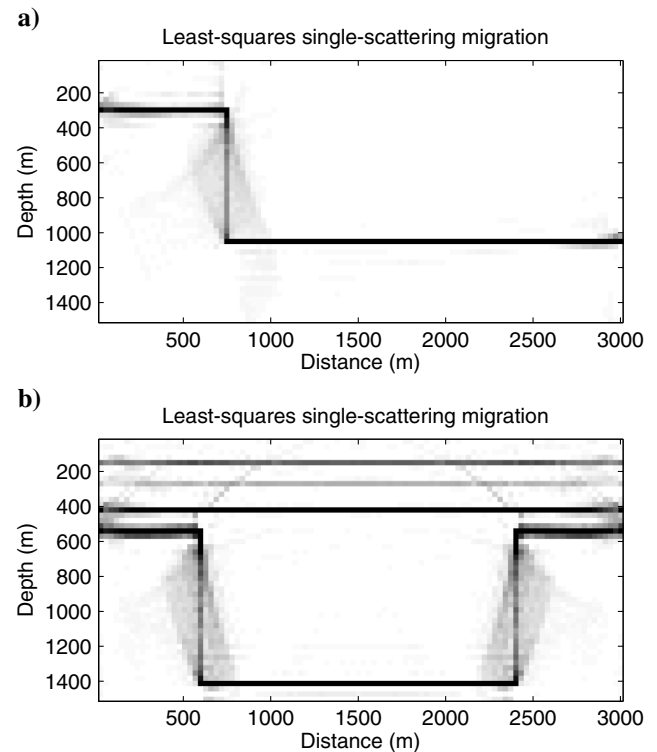 a)
Least-squares single-scattering migration
200
400
600
800
1000
1200
1400
Depth (m)
500 1000 1500 2000 2500 3000
Distance (m)
b)
Least-squares single-scattering migration
200
400
600
800
1000
1200
1400
Depth (m)
500 1000 1500 2000 2500 3000
Distance (m)